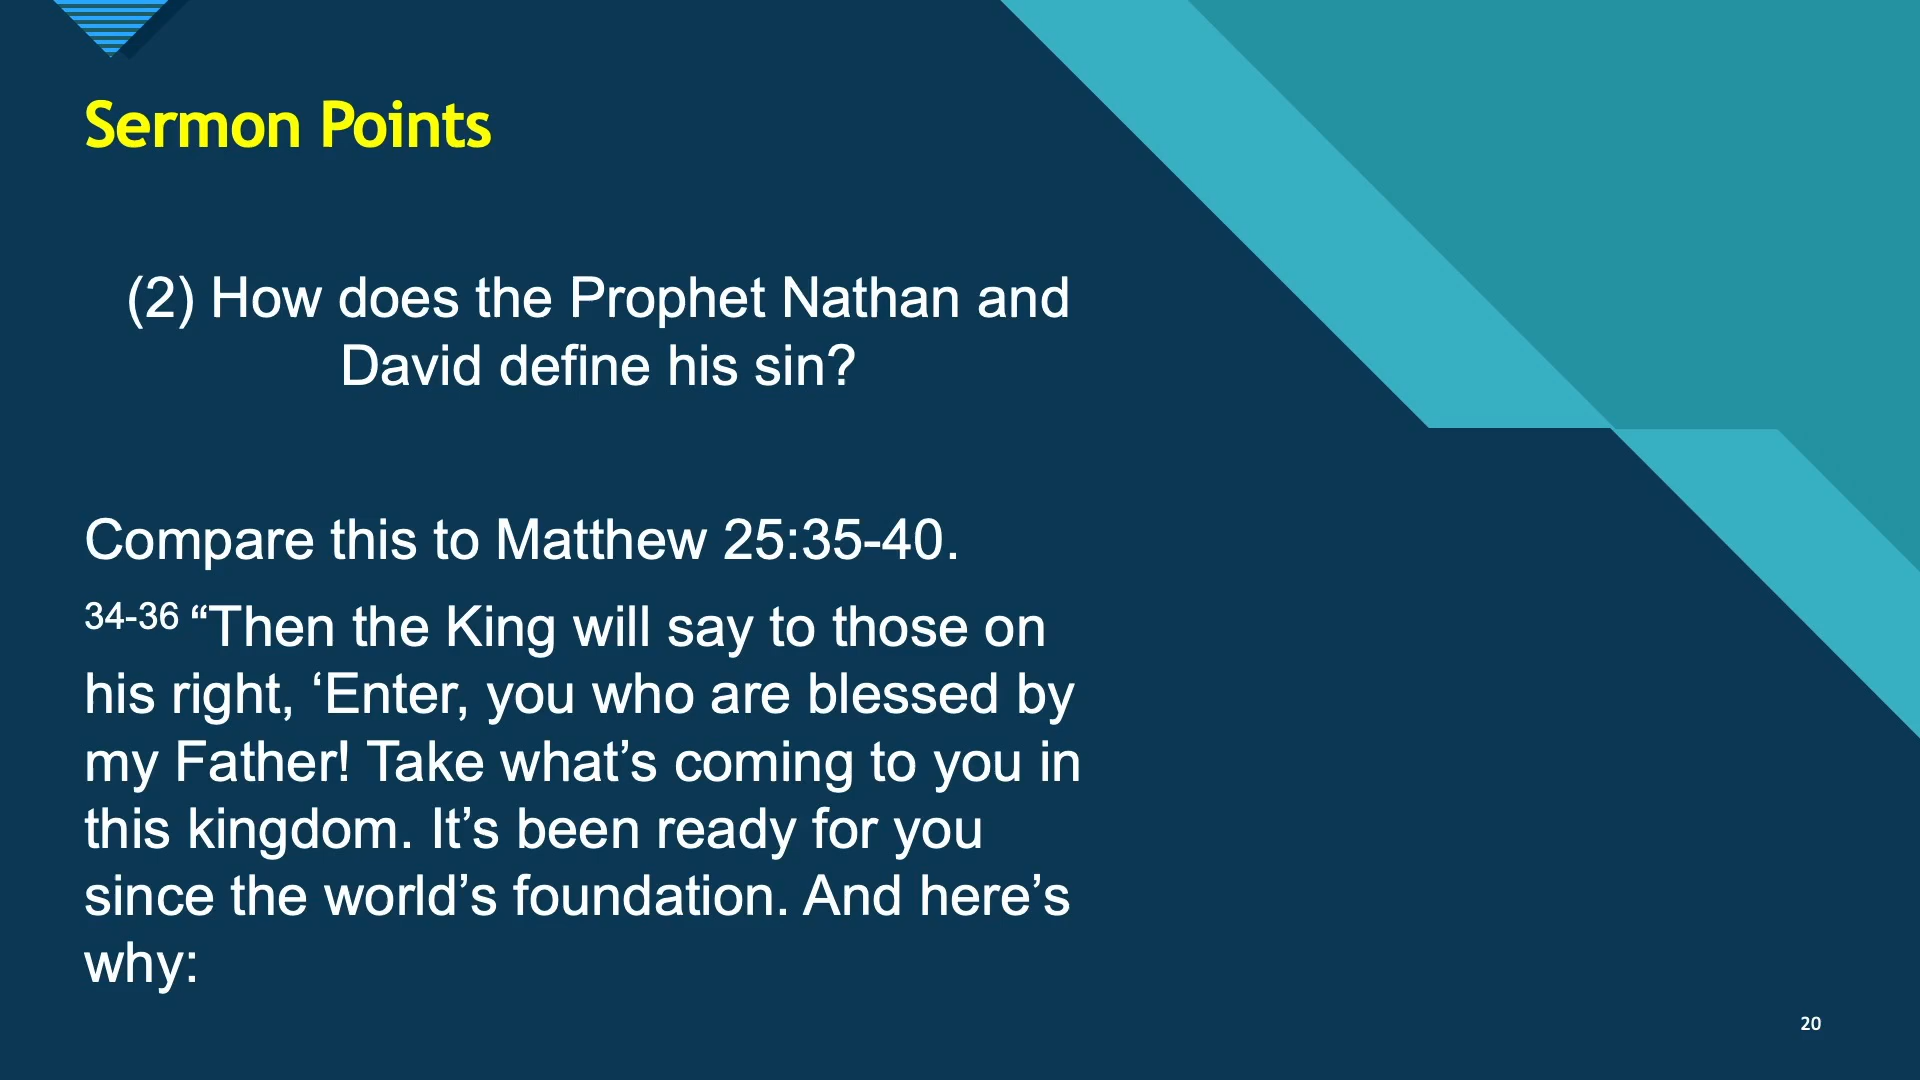 Sermon Points
(2) How does the Prophet Nathan and
David define his sin?
Compare this to Matthew 25:35-40.
34-36 “Then the King will say to those on
his right, ‘Enter, you who are blessed by
my Father! Take what’s coming to you in
this kingdom. It’s been ready for you
since the world’s foundation. And here’s
why:
20